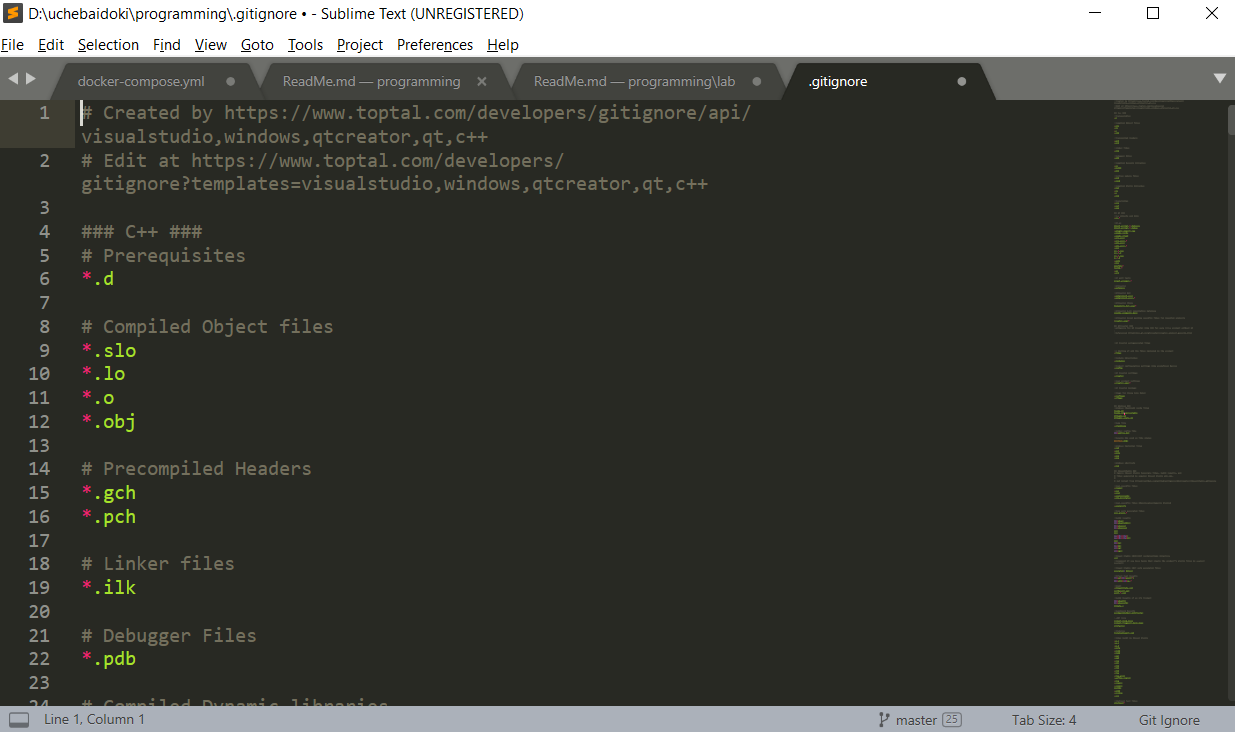 D:\uchebaidoki\programming\.gitignore • - Sublime Text (UNREGISTERED)
File Edit Selection Find View Goto Tools Project Preferences Help
docker-compose.yml ReadMe.md — programming ReadMe.md — programming\lab .gitignore
1 # Created by https://www.toptal.com/developers/gitignore/api/
visualstudio,windows,qtcreator,qt,c++
2 # Edit at https://www.toptal.com/developers/
gitignore?templates=visualstudio,windows,qtcreator,qt,c++
3
4 ### C++ ###
5 # Prerequisites
6 *.d
7
8 # Compiled Object files
9 *.slo
10 *.lo
11 *.o
12 *.obj
13
14 # Precompiled Headers
15 *.gch
16 *.pch
17
18 # Linker files
19 *.ilk
20
21 # Debugger Files
22 *.pdb
23
24 # Compiled Dynamic libraries
Line 1, Column 1 master 25 Tab Size: 4 Git Ignore